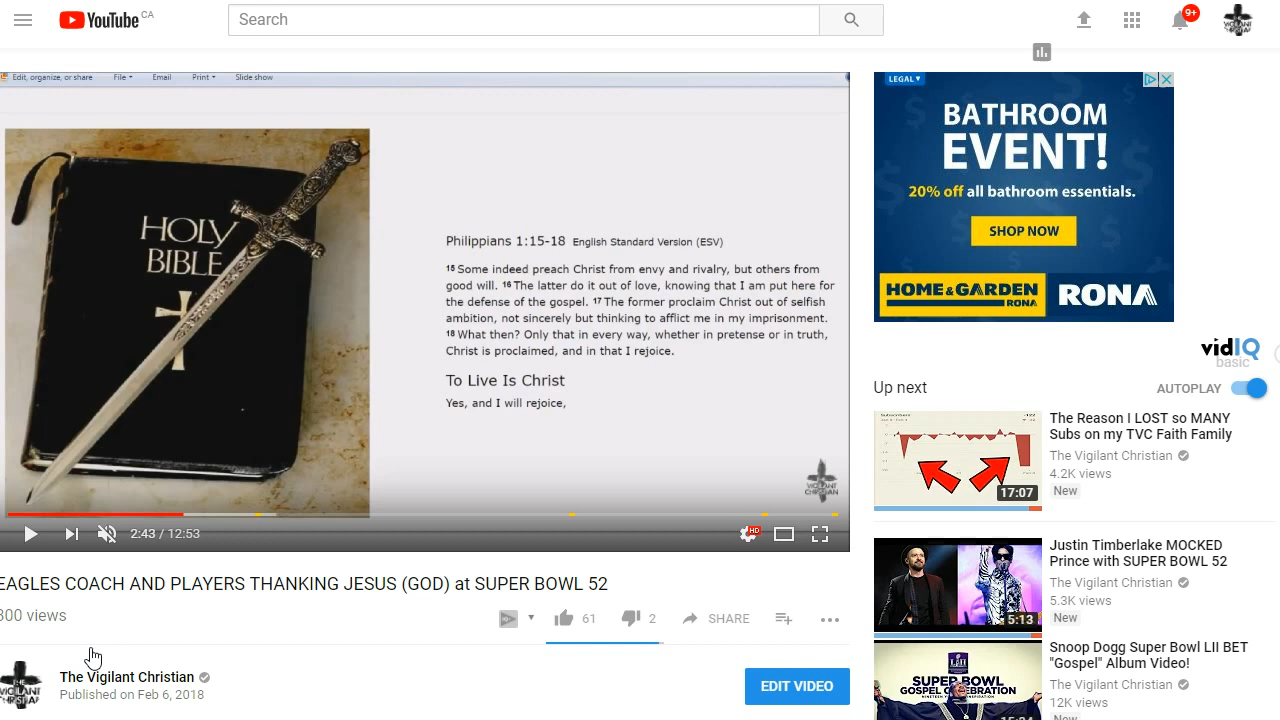 YouTube CA
Search
9+
Edit, organize, or share File Email Print Slide show
LEGAL
BATHROOM
EVENT!
20% off all bathroom essentials.
SHOP NOW
HOME & GARDEN
RONA
RONA
HOLY
BIBLE
Philippians 1:15-18 English Standard Version (ESV)
15 Some indeed preach Christ from envy and rivalry, but others from
good will. 16 The latter do it out of love, knowing that I am put here for
the defense of the gospel. 17 The former proclaim Christ out of selfish
ambition, not sincerely but thinking to afflict me in my imprisonment.
18 What then? Only that in every way, whether in pretense or in truth,
Christ is proclaimed, and in that I rejoice.
To Live Is Christ
Yes, and I will rejoice,
VIGILANT
CHRISTIAN
2:43 / 12:53
HD
EAGLES COACH AND PLAYERS THANKING JESUS (GOD) at SUPER BOWL 52
300 views
61
2
SHARE
The Vigilant Christian
Published on Feb 6, 2018
EDIT VIDEO
vidIQ
basic
Up next
AUTOPLAY
The Reason I LOST so MANY
Subs on my TVC Faith Family
The Vigilant Christian
4.2K views
New
17:07
Justin Timberlake MOCKED
Prince with SUPER BOWL 52
The Vigilant Christian
5.3K views
New
5:13
Snoop Dogg Super Bowl LII BET
"Gospel" Album Video!
The Vigilant Christian
12K views
New
LII
SUPER BOWL
GOSPEL CELEBRATION